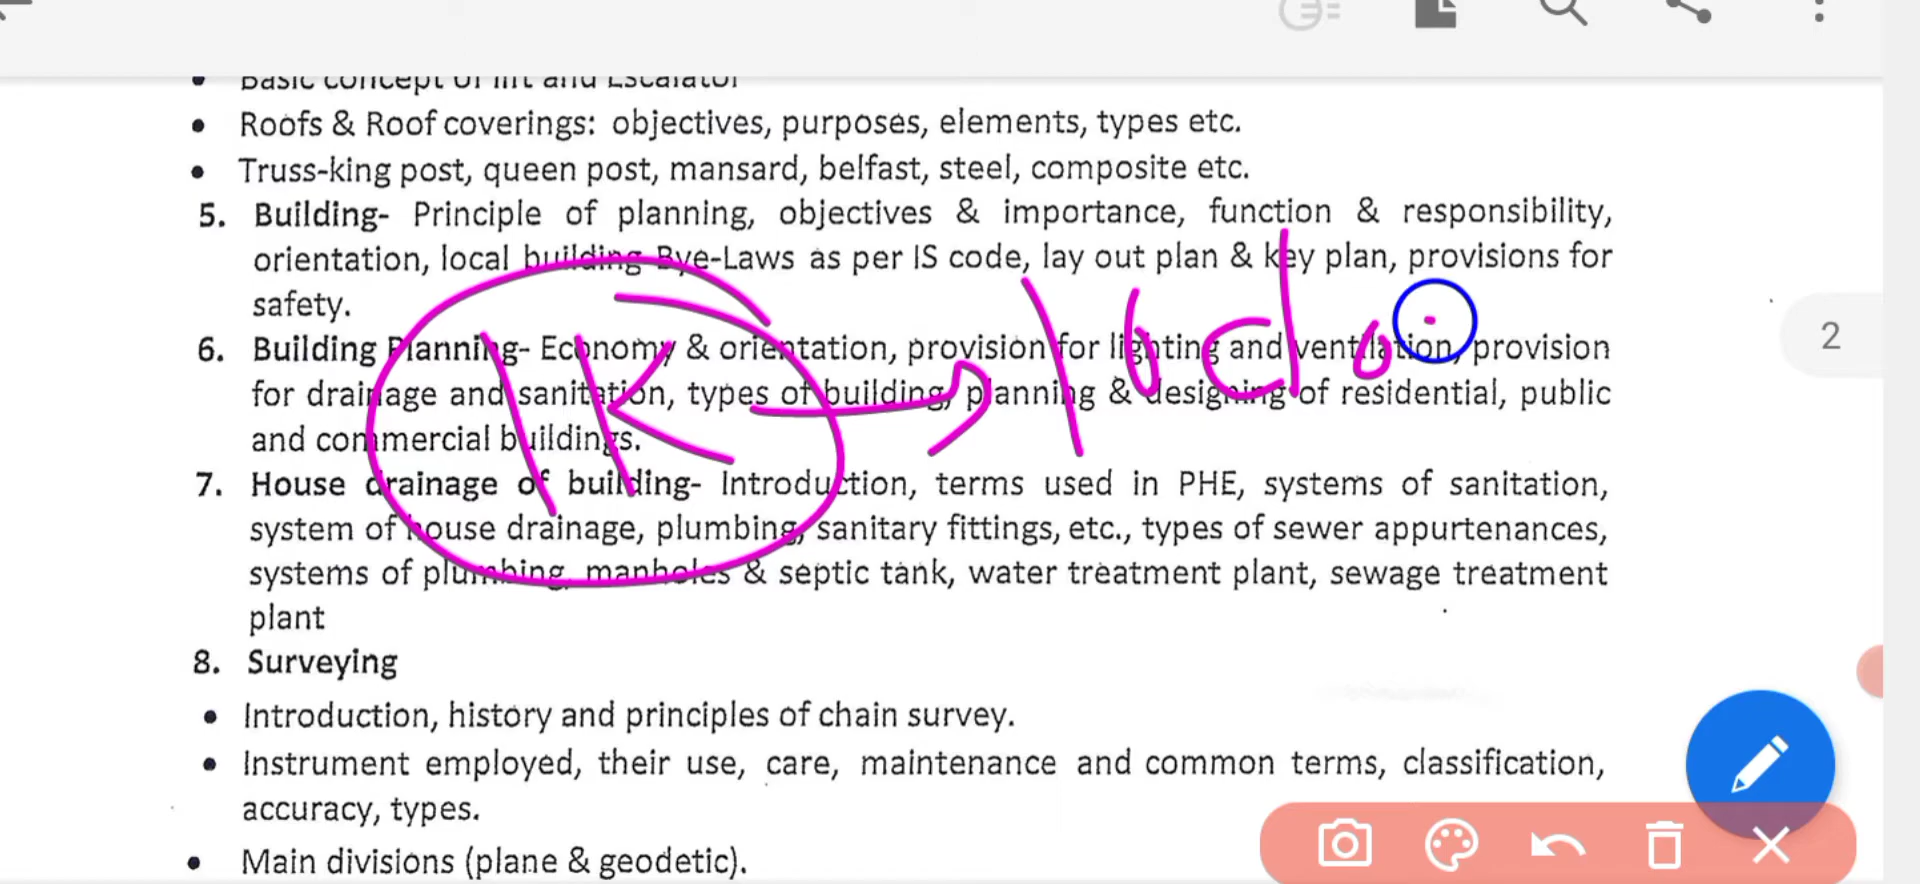 Basic concept of lift and Escalator
• Roofs & Roof coverings: objectives, purposes, elements, types etc.
• Truss-king post, queen post, mansard, belfast, steel, composite etc.
5. Building- Principle of planning, objectives & importance, function & responsibility,
orientation, local building Bye-Laws as per IS code, lay out plan & key plan, provisions for
safety.
6. Building Planning- Economy & orientation, provision for lighting and ventilation, provision
for drainage and sanitation, types of building, planning & designing of residential, public
and commercial buildings.
7. House drainage of building- Introduction, terms used in PHE, systems of sanitation,
system of house drainage, plumbing, sanitary fittings, etc., types of sewer appurtenances,
systems of plumbing, manholes & septic tank, water treatment plant, sewage treatment
plant
8. Surveying
• Introduction, history and principles of chain survey.
• Instrument employed, their use, care, maintenance and common terms, classification,
accuracy, types.
• Main divisions (plane & geodetic).
1K
2